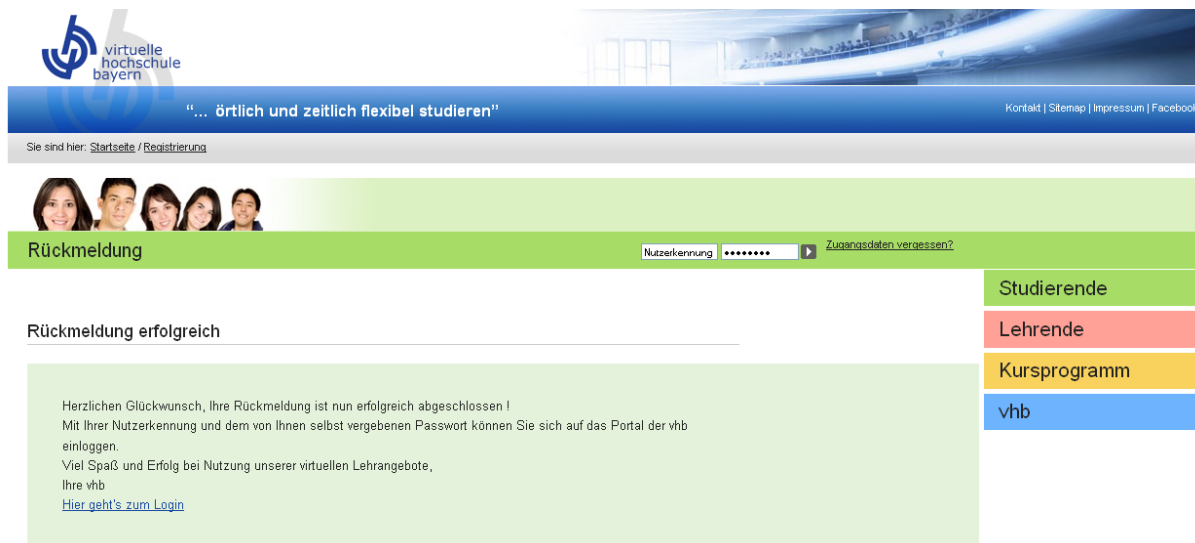 virtuelle
hochschule
bayern
“... örtlich und zeitlich flexibel studieren”
Kontakt | Sitemap | Impressum | Facebook
Sie sind hier: Startseite / Registrierung
Rückmeldung
Nutzerkennung ••••••••
Zugangsdaten vergessen?
Studierende
Lehrende
Kursprogramm
vhb
Rückmeldung erfolgreich
Herzlichen Glückwunsch, Ihre Rückmeldung ist nun erfolgreich abgeschlossen !
Mit Ihrer Nutzerkennung und dem von Ihnen selbst vergebenen Passwort können Sie sich auf das Portal der vhb
einloggen.
Viel Spaß und Erfolg bei Nutzung unserer virtuellen Lehrangebote,
Ihre vhb
Hier geht's zum Login